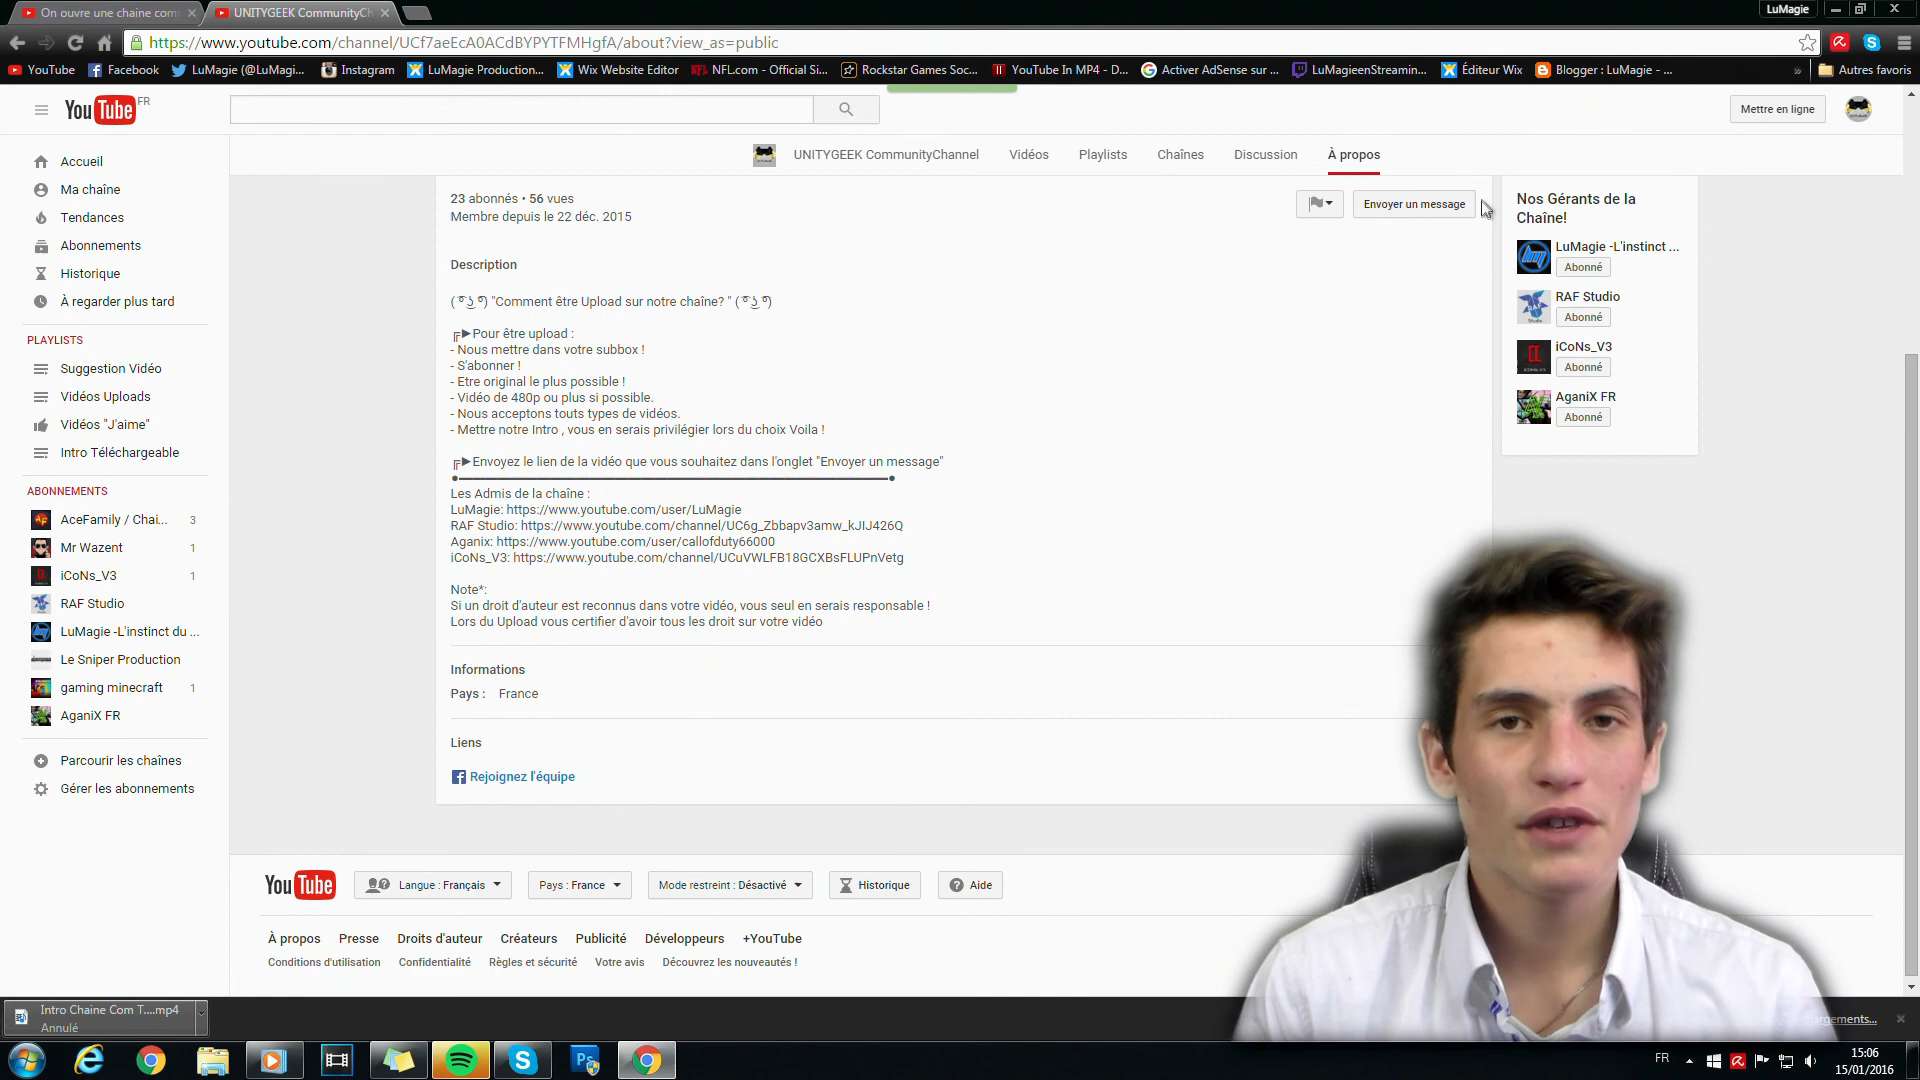 On ouvre une chaine com
UNITYGEEK CommunityCh
LuMagie
https://www.youtube.com/channel/UCf7aeEcA0ACdBYPYTFMHgfA/about?view_as=public
YouTube
Facebook
LuMagie (@LuMagi...
Instagram
LuMagie Production...
Wix Website Editor
NFL.com - Official Si...
Rockstar Games Soc...
YouTube In MP4 - D...
Activer AdSense sur ...
LuMagieenStreamin...
Éditeur Wix
Blogger : LuMagie - ...
»
Autres favoris
YouTube FR
Mettre en ligne
UNITYGEEK CommunityChannel
Vidéos
Playlists
Chaînes
Discussion
À propos
Accueil
Ma chaîne
Tendances
Abonnements
Historique
À regarder plus tard
PLAYLISTS
Suggestion Vidéo
Vidéos Uploads
Vidéos "J'aime"
Intro Téléchargeable
ABONNEMENTS
AceFamily / Chai... 3
Mr Wazent 1
iCoNs_V3 1
RAF Studio
LuMagie -L'instinct du ...
Le Sniper Production
gaming minecraft 1
AganiX FR
Parcourir les chaînes
Gérer les abonnements
23 abonnés • 56 vues
Membre depuis le 22 déc. 2015
Envoyer un message
Description
( ͡° ͜ʖ ͡°) "Comment être Upload sur notre chaîne? " ( ͡° ͜ʖ ͡°)
╔►Pour être upload :
- Nous mettre dans votre subbox !
- S'abonner !
- Etre original le plus possible !
- Vidéo de 480p ou plus si possible.
- Nous acceptons touts types de vidéos.
- Mettre notre Intro , vous en serais privilégier lors du choix Voila !
╔►Envoyez le lien de la vidéo que vous souhaitez dans l'onglet "Envoyer un message"
Les Admis de la chaîne :
LuMagie: https://www.youtube.com/user/LuMagie
RAF Studio: https://www.youtube.com/channel/UC6g_Zbbapv3amw_kJIJ426Q
Aganix: https://www.youtube.com/user/callofduty66000
iCoNs_V3: https://www.youtube.com/channel/UCuVWLFB18GCXBsFLUPnVetg
Note*:
Si un droit d'auteur est reconnus dans votre vidéo, vous seul en serais responsable !
Lors du Upload vous certifier d'avoir tous les droit sur votre vidéo
Informations
Pays : France
Liens
Rejoignez l'équipe
Nos Gérants de la
Chaîne!
LuMagie -L'instinct ...
Abonné
RAF Studio
Abonné
iCoNs_V3
Abonné
AganiX FR
Abonné
YouTube
Langue : Français
Pays : France
Mode restreint : Désactivé
Historique
Aide
À propos
Presse
Droits d'auteur
Créateurs
Publicité
Développeurs
+YouTube
Conditions d'utilisation
Confidentialité
Règles et sécurité
Votre avis
Découvrez les nouveautés !
Intro Chaine Com T....mp4
Annulé
FR
15:06
15/01/2016